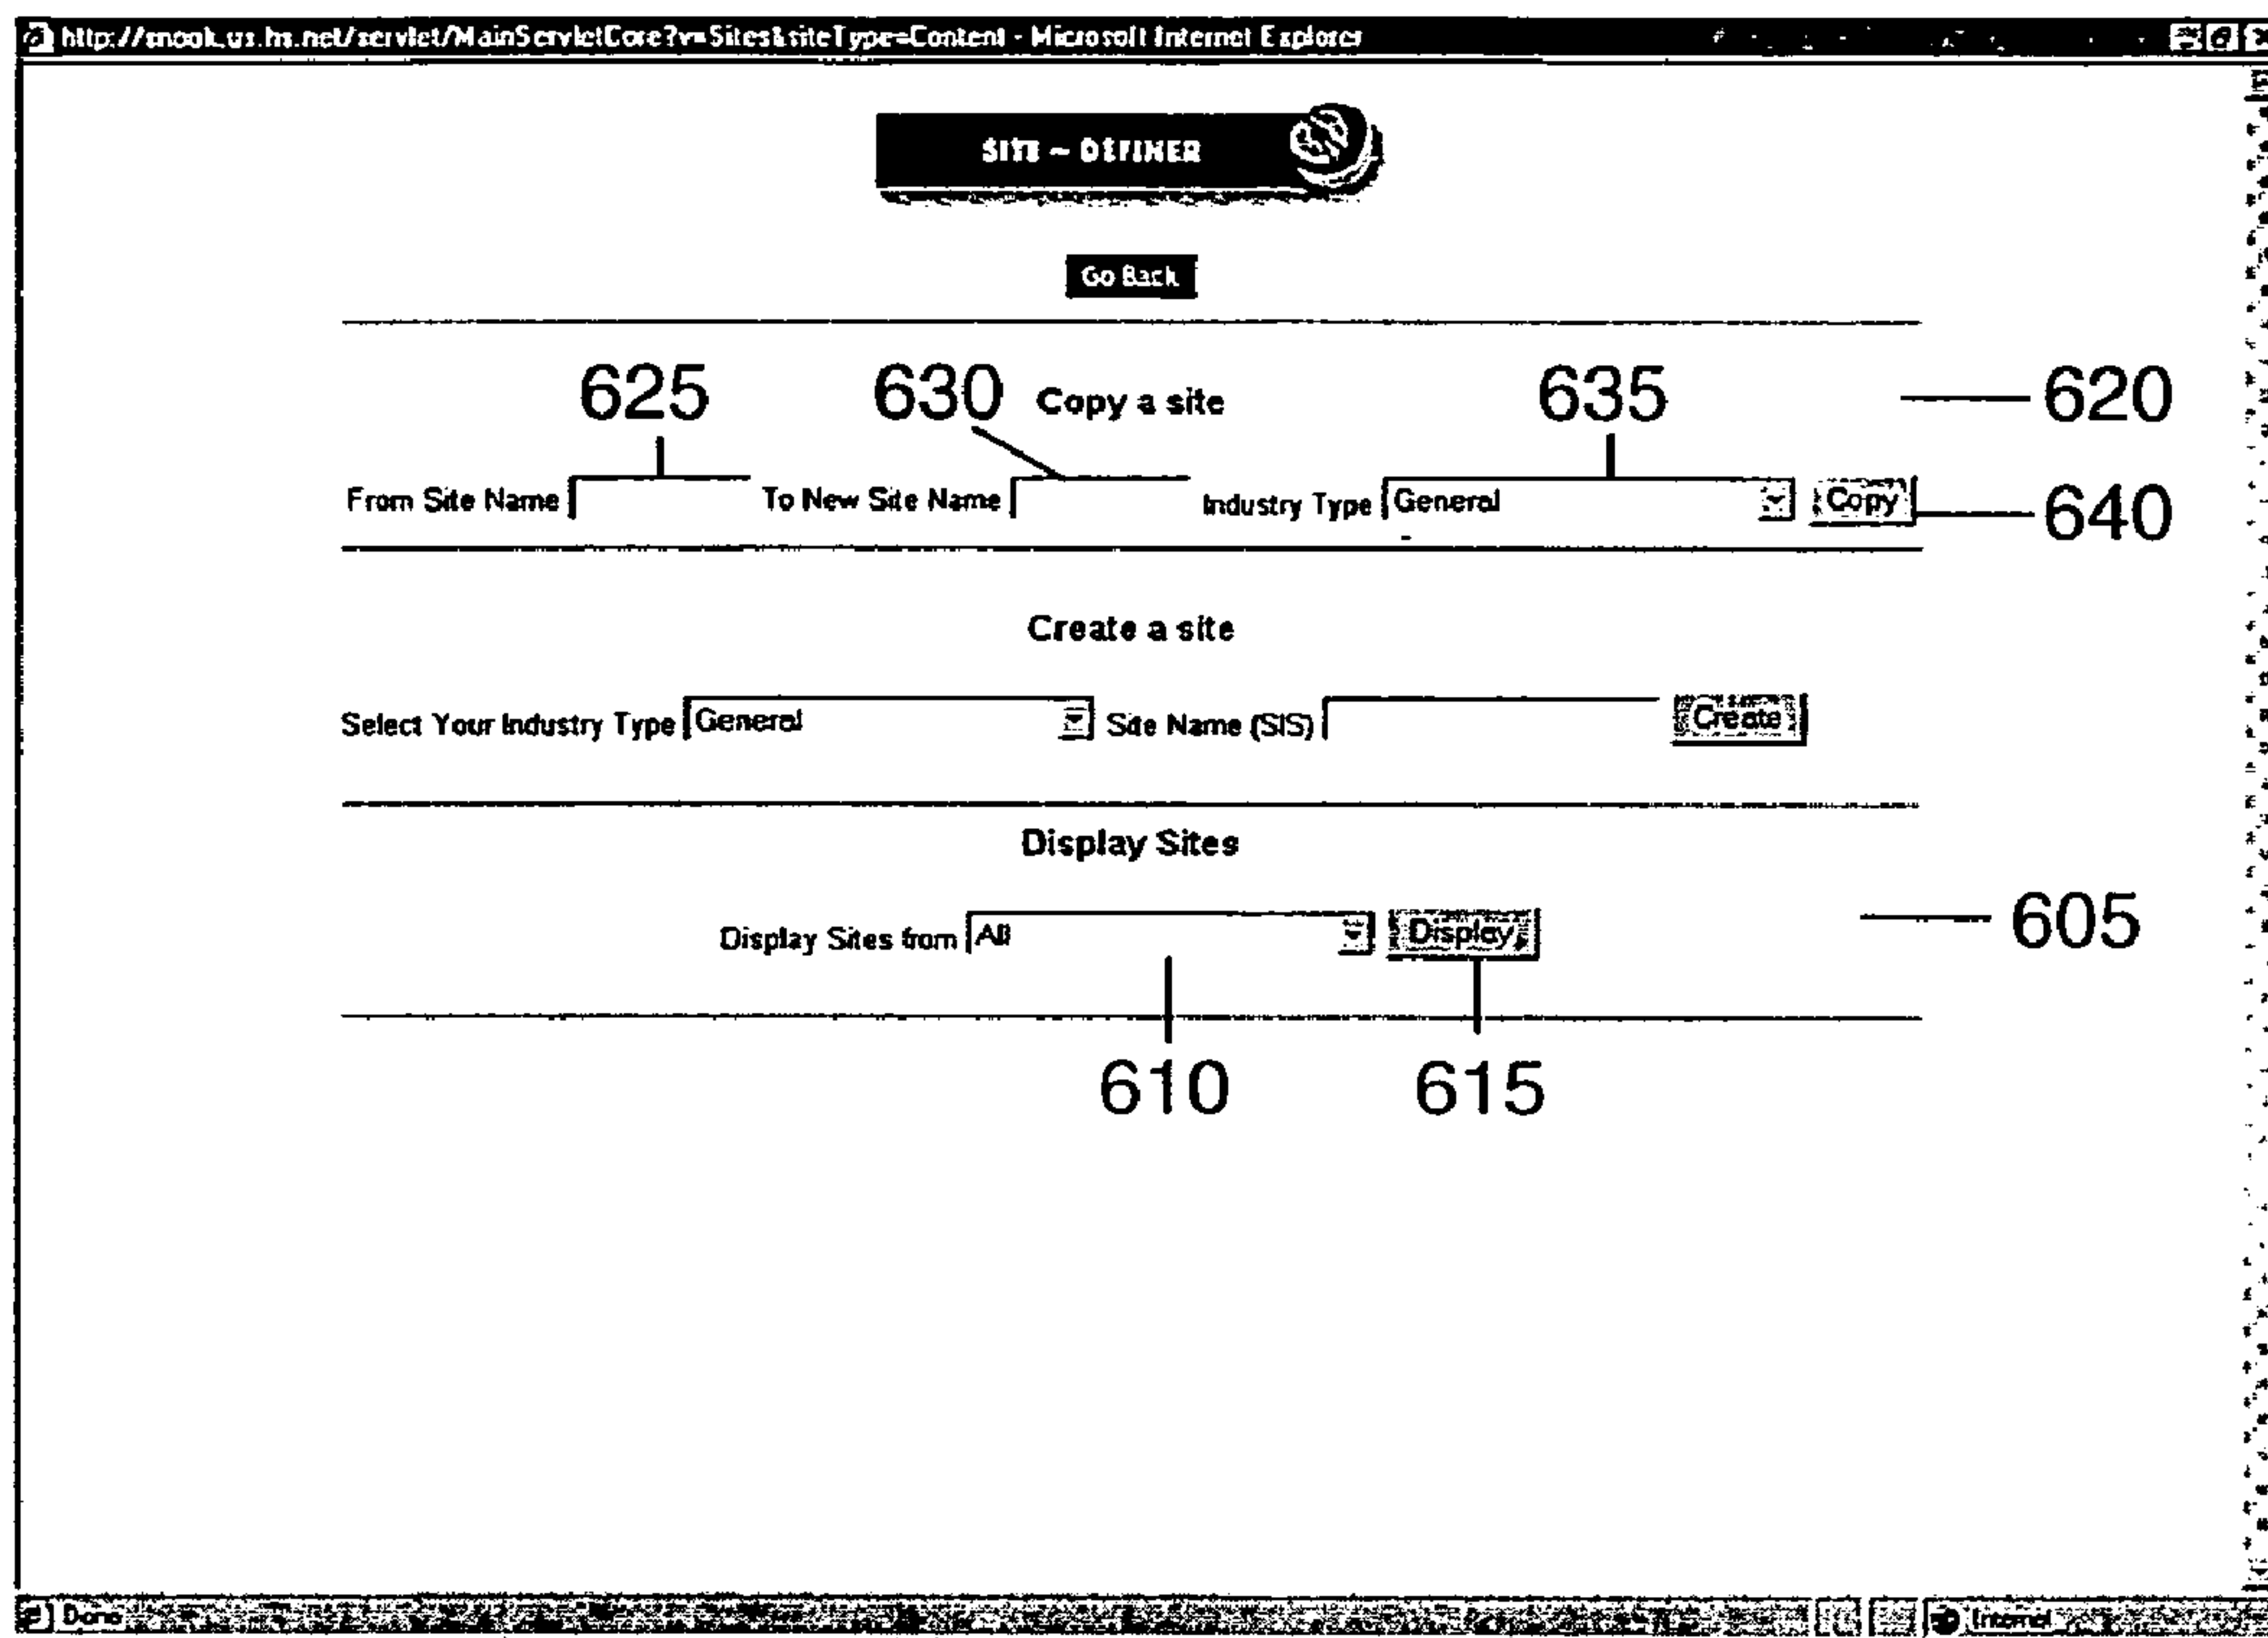 http://snook.us.hs.net/servlet/MainServletCore?v=Sites&siteType=Content - Microsoft Internet Explorer
SITE ~ DEFINER
Go Back
625 630 Copy a site 635 620
From Site Name To New Site Name Industry Type General Copy 640
Create a site
Select Your Industry Type General Site Name (SIS) Create
Display Sites
Display Sites from All Display 605
610 615
Done Internet